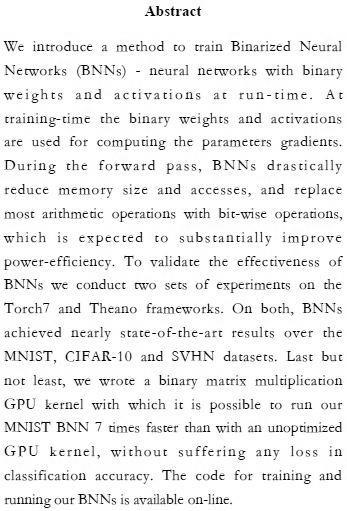 Abstract
We introduce a method to train Binarized Neural
Networks (BNNs) - neural networks with binary
weights and activations at run-time. At
training-time the binary weights and activations
are used for computing the parameters gradients.
During the forward pass, BNNs drastically
reduce memory size and accesses, and replace
most arithmetic operations with bit-wise operations,
which is expected to substantially improve
power-efficiency. To validate the effectiveness of
BNNs we conduct two sets of experiments on the
Torch7 and Theano frameworks. On both, BNNs
achieved nearly state-of-the-art results over the
MNIST, CIFAR-10 and SVHN datasets. Last but
not least, we wrote a binary matrix multiplication
GPU kernel with which it is possible to run our
MNIST BNN 7 times faster than with an unoptimized
GPU kernel, without suffering any loss in
classification accuracy. The code for training and
running our BNNs is available on-line.